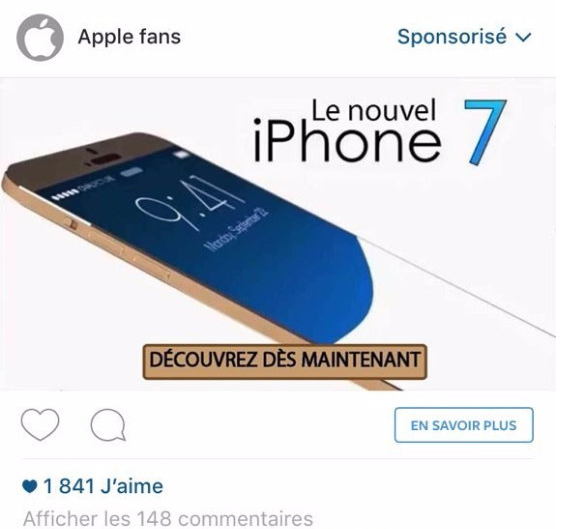 Apple fans
Sponsorisé
Le nouvel
iPhone 7
9:41
Monday, September 22
DÉCOUVREZ DÈS MAINTENANT
EN SAVOIR PLUS
1 841 J'aime
Afficher les 148 commentaires